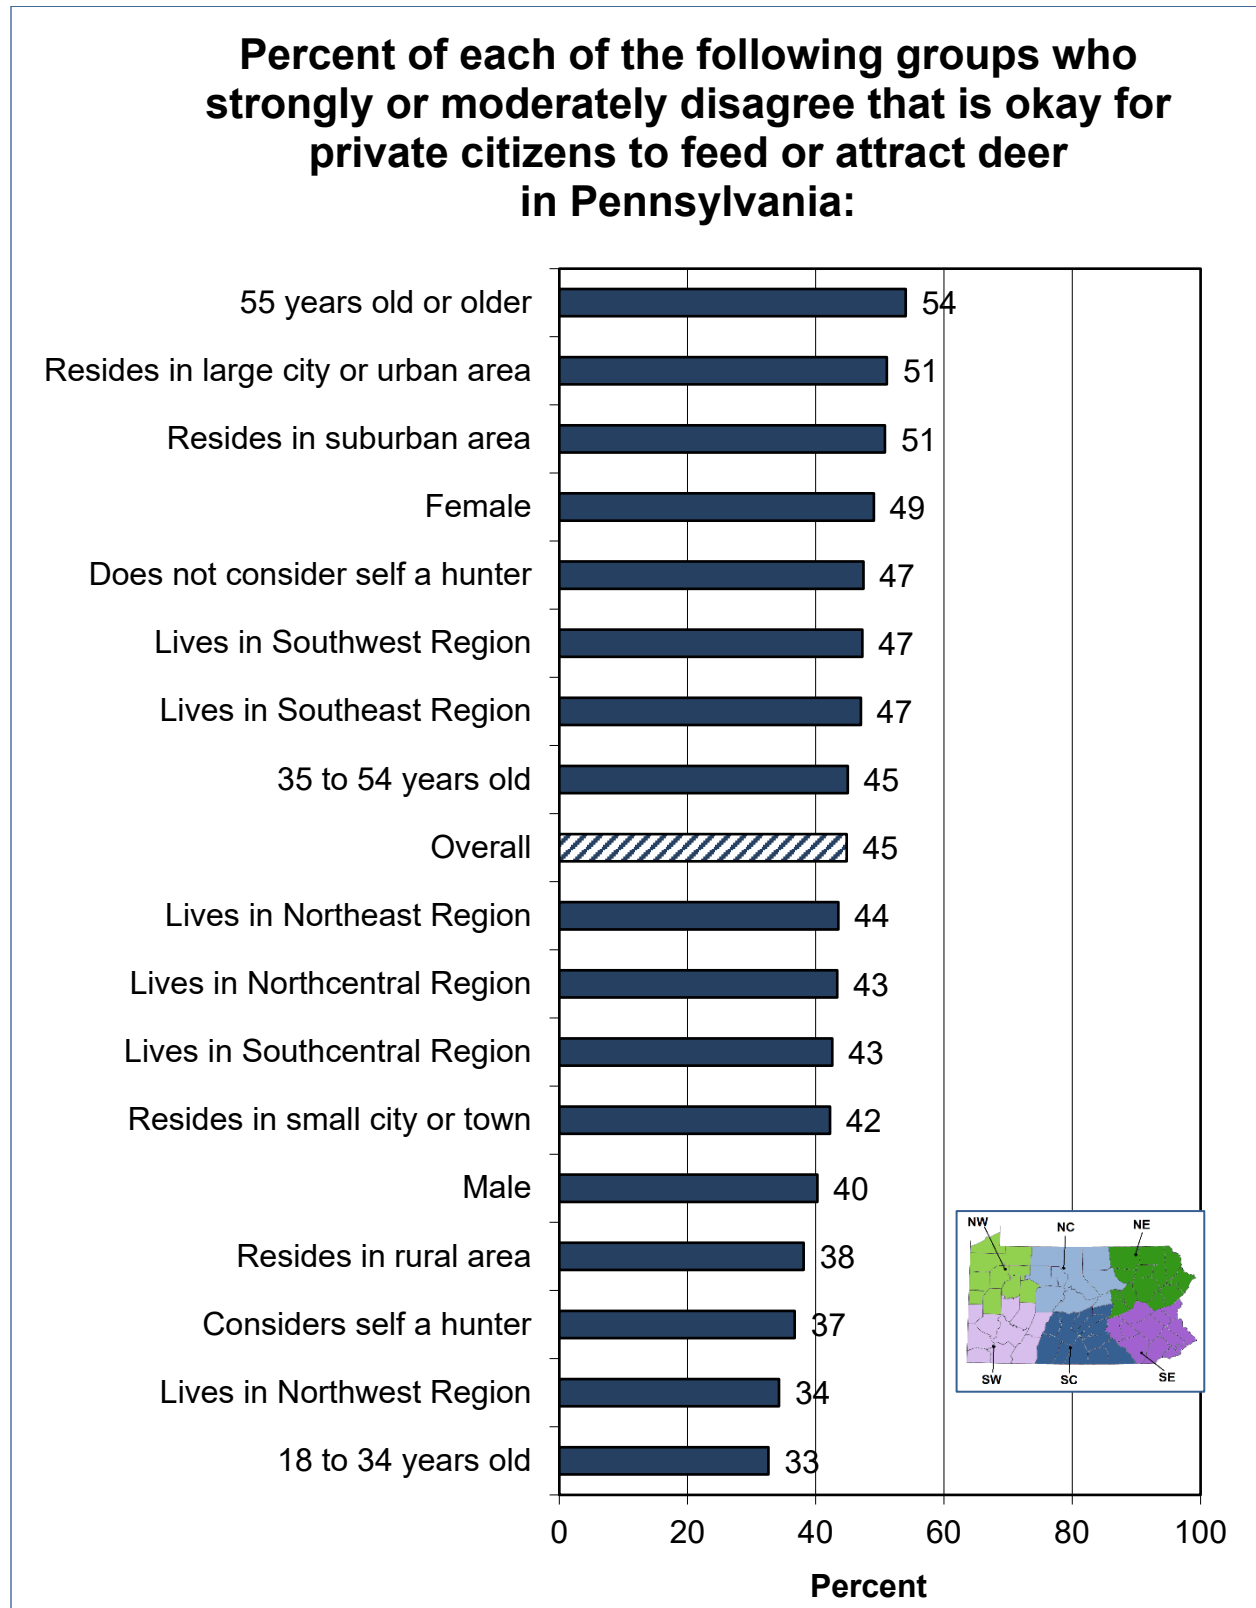 Percent of each of the following groups who
strongly or moderately disagree that is okay for
private citizens to feed or attract deer
in Pennsylvania:
55 years old or older 54
Resides in large city or urban area 51
Resides in suburban area 51
Female 49
Does not consider self a hunter 47
Lives in Southwest Region 47
Lives in Southeast Region 47
35 to 54 years old 45
Overall 45
Lives in Northeast Region 44
Lives in Northcentral Region 43
Lives in Southcentral Region 43
Resides in small city or town 42
Male 40
Resides in rural area 38
Considers self a hunter 37
Lives in Northwest Region 34
18 to 34 years old 33
NW NC NE
SW SC SE
0 20 40 60 80 100
Percent